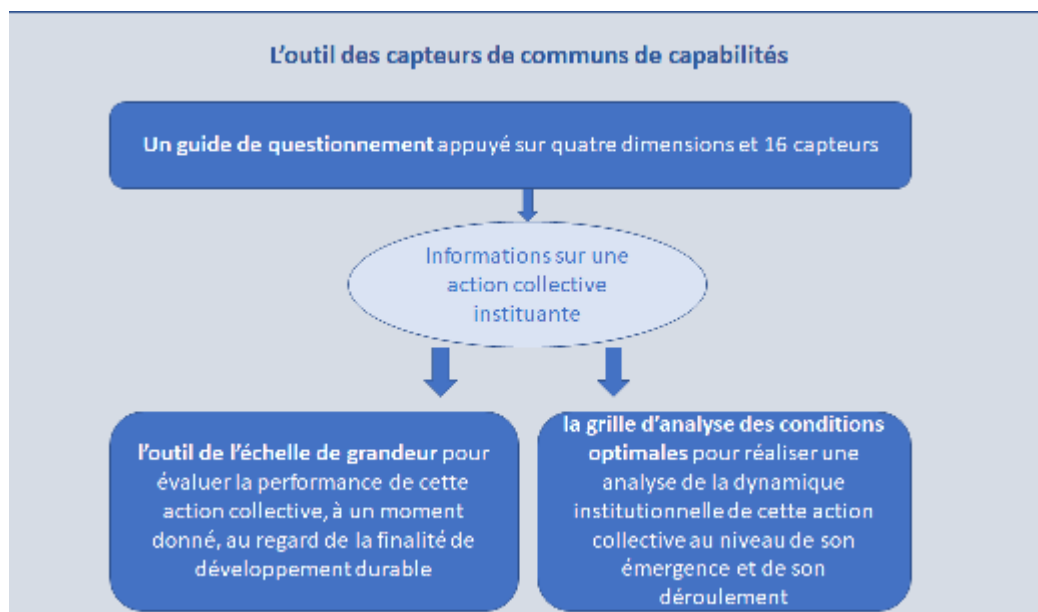 L'outil des capteurs de communs de capabilités
Un guide de questionnement appuyé sur quatre dimensions et 16 capteurs
Informations sur une
action collective
instituante
l'outil de l'échelle de grandeur pour
évaluer la performance de cette
action collective, à un moment
donné, au regard de la finalité de
développement durable
la grille d'analyse des conditions
optimales pour réaliser une
analyse de la dynamique
institutionnelle de cette action
collective au niveau de son
émergence et de son
déroulement